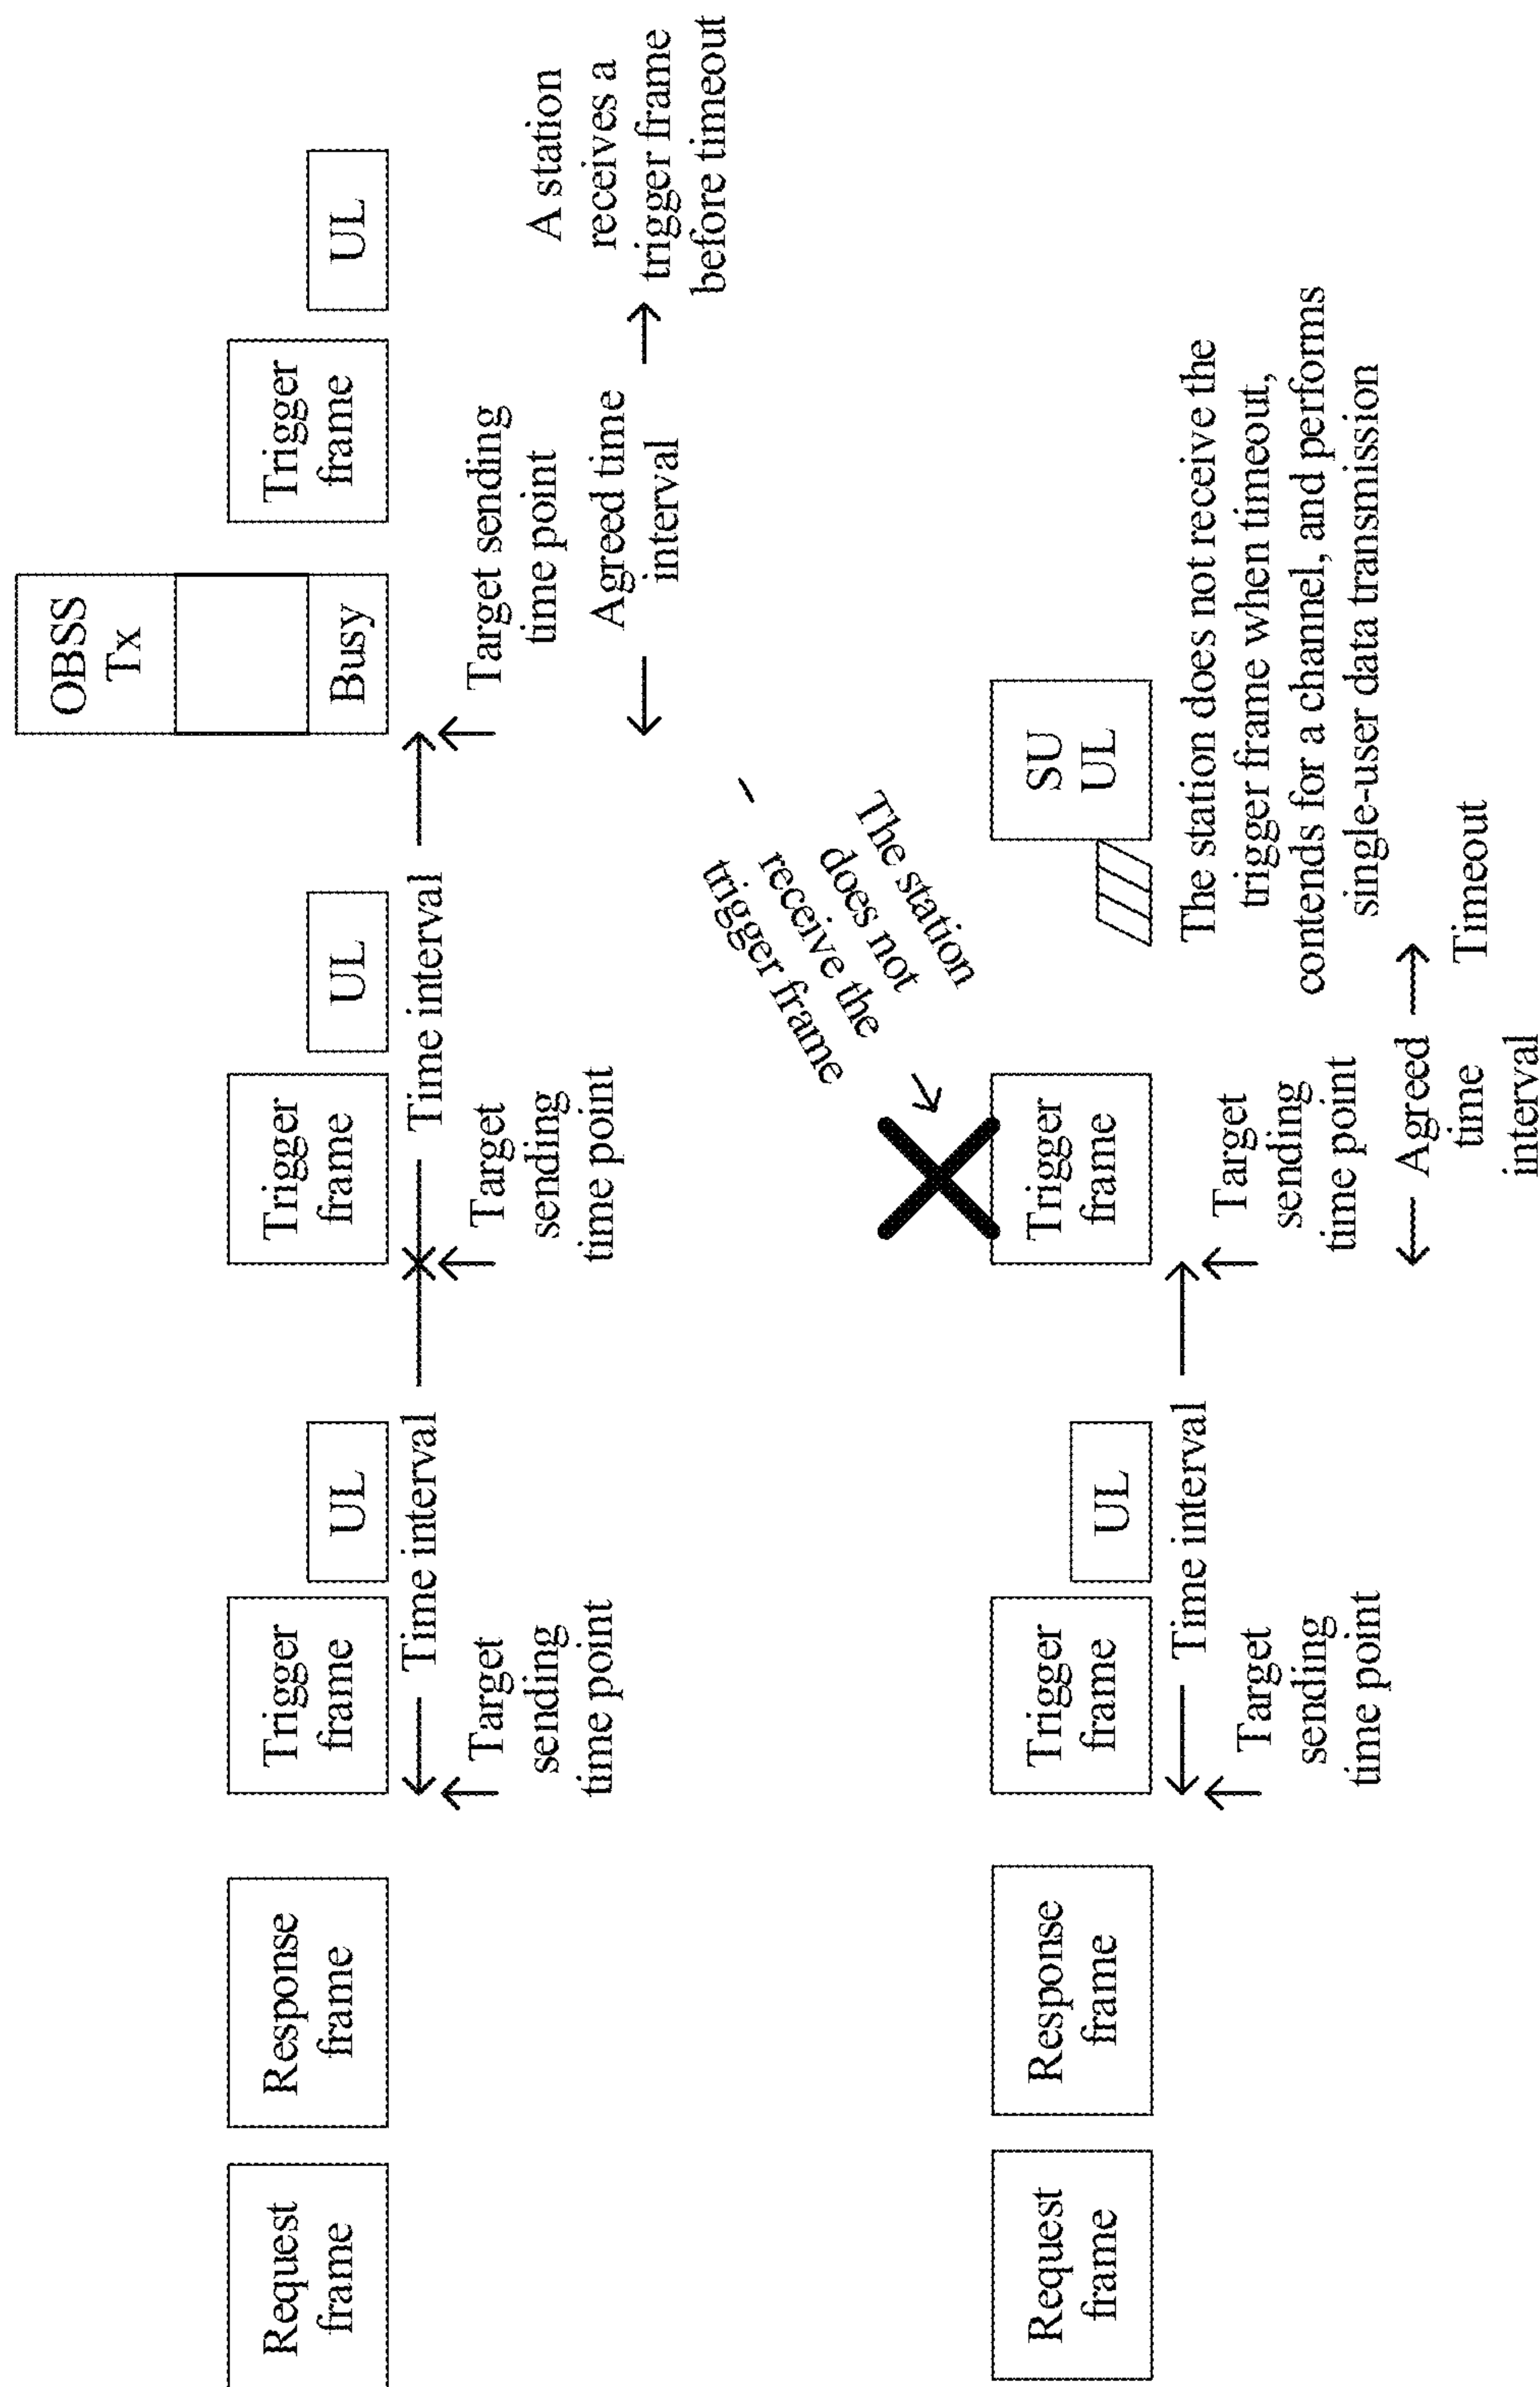 OBSS
Tx
Busy
Request
frame
Response
frame
Trigger
frame
UL
Trigger
frame
UL
Trigger
frame
UL
Time interval
Time interval
Target
sending
time point
Target
sending
time point
Target sending
time point
Agreed time
interval
A station
receives a
trigger frame
before timeout
The station
does not
receive the
trigger frame
Request
frame
Response
frame
Trigger
frame
UL
Trigger
frame
SU
UL
Time interval
Target
sending
time point
Target
sending
time point
The station does not receive the
trigger frame when timeout,
contends for a channel, and performs
single-user data transmission
Agreed
time
interval
Timeout